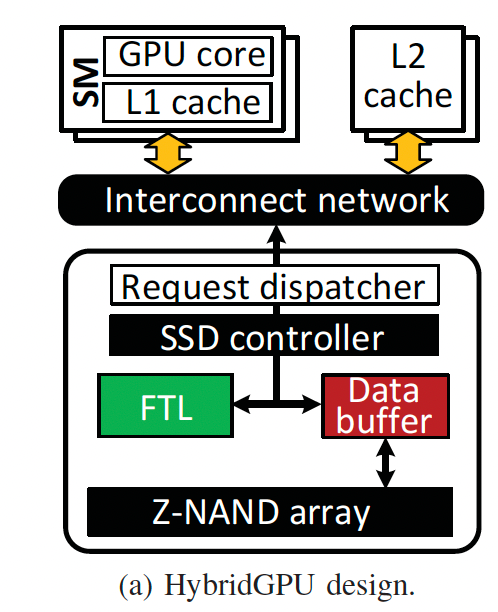 SM
GPU core
L1 cache
L2
cache
Interconnect network
Request dispatcher
SSD controller
FTL
Data
buffer
Z-NAND array
(a) HybridGPU design.